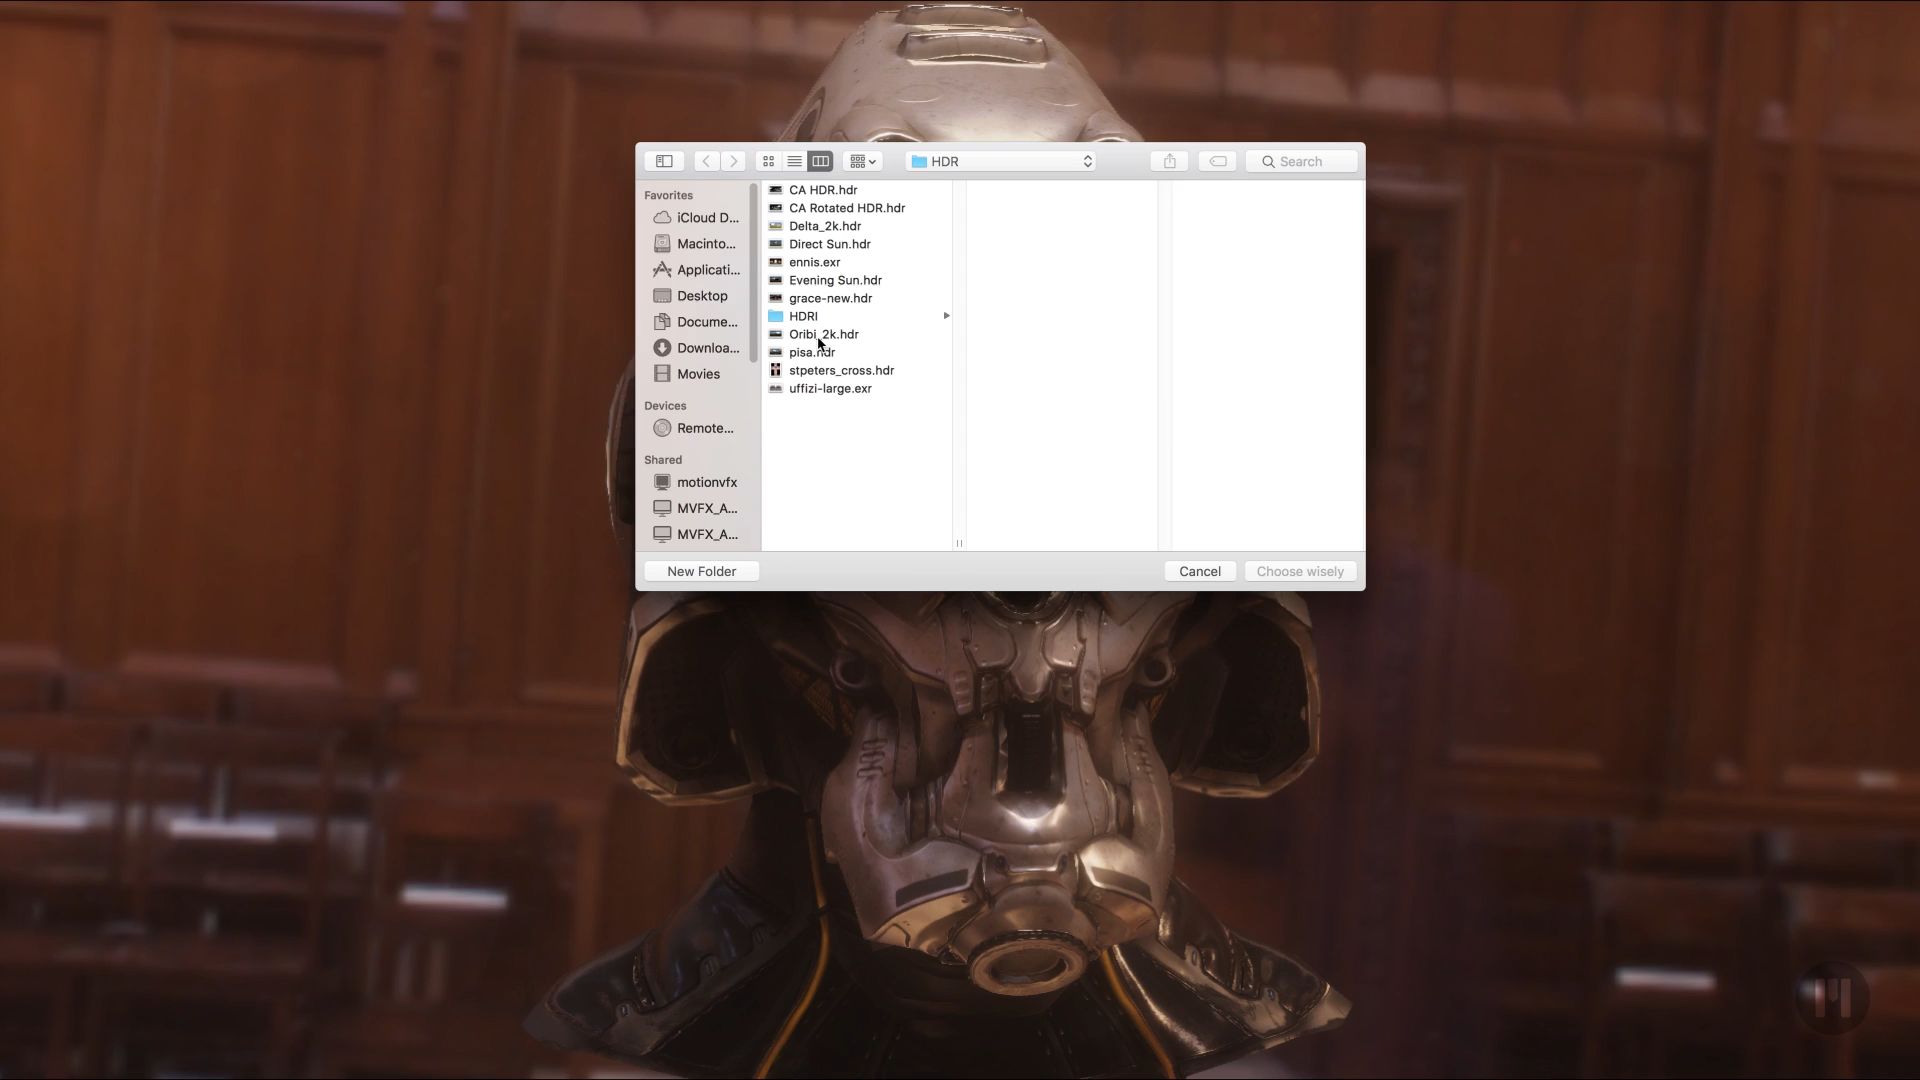 HDR
Search
Favorites
iCloud D...
Macinto...
Applicati...
Desktop
Docume...
Downloa...
Movies
Devices
Remote...
Shared
motionvfx
MVFX_A...
MVFX_A...
CA HDR.hdr
CA Rotated HDR.hdr
Delta_2k.hdr
Direct Sun.hdr
ennis.exr
Evening Sun.hdr
grace-new.hdr
HDRI
Oribi_2k.hdr
pisa.hdr
stpeters_cross.hdr
uffizi-large.exr
New Folder
Cancel
Choose wisely